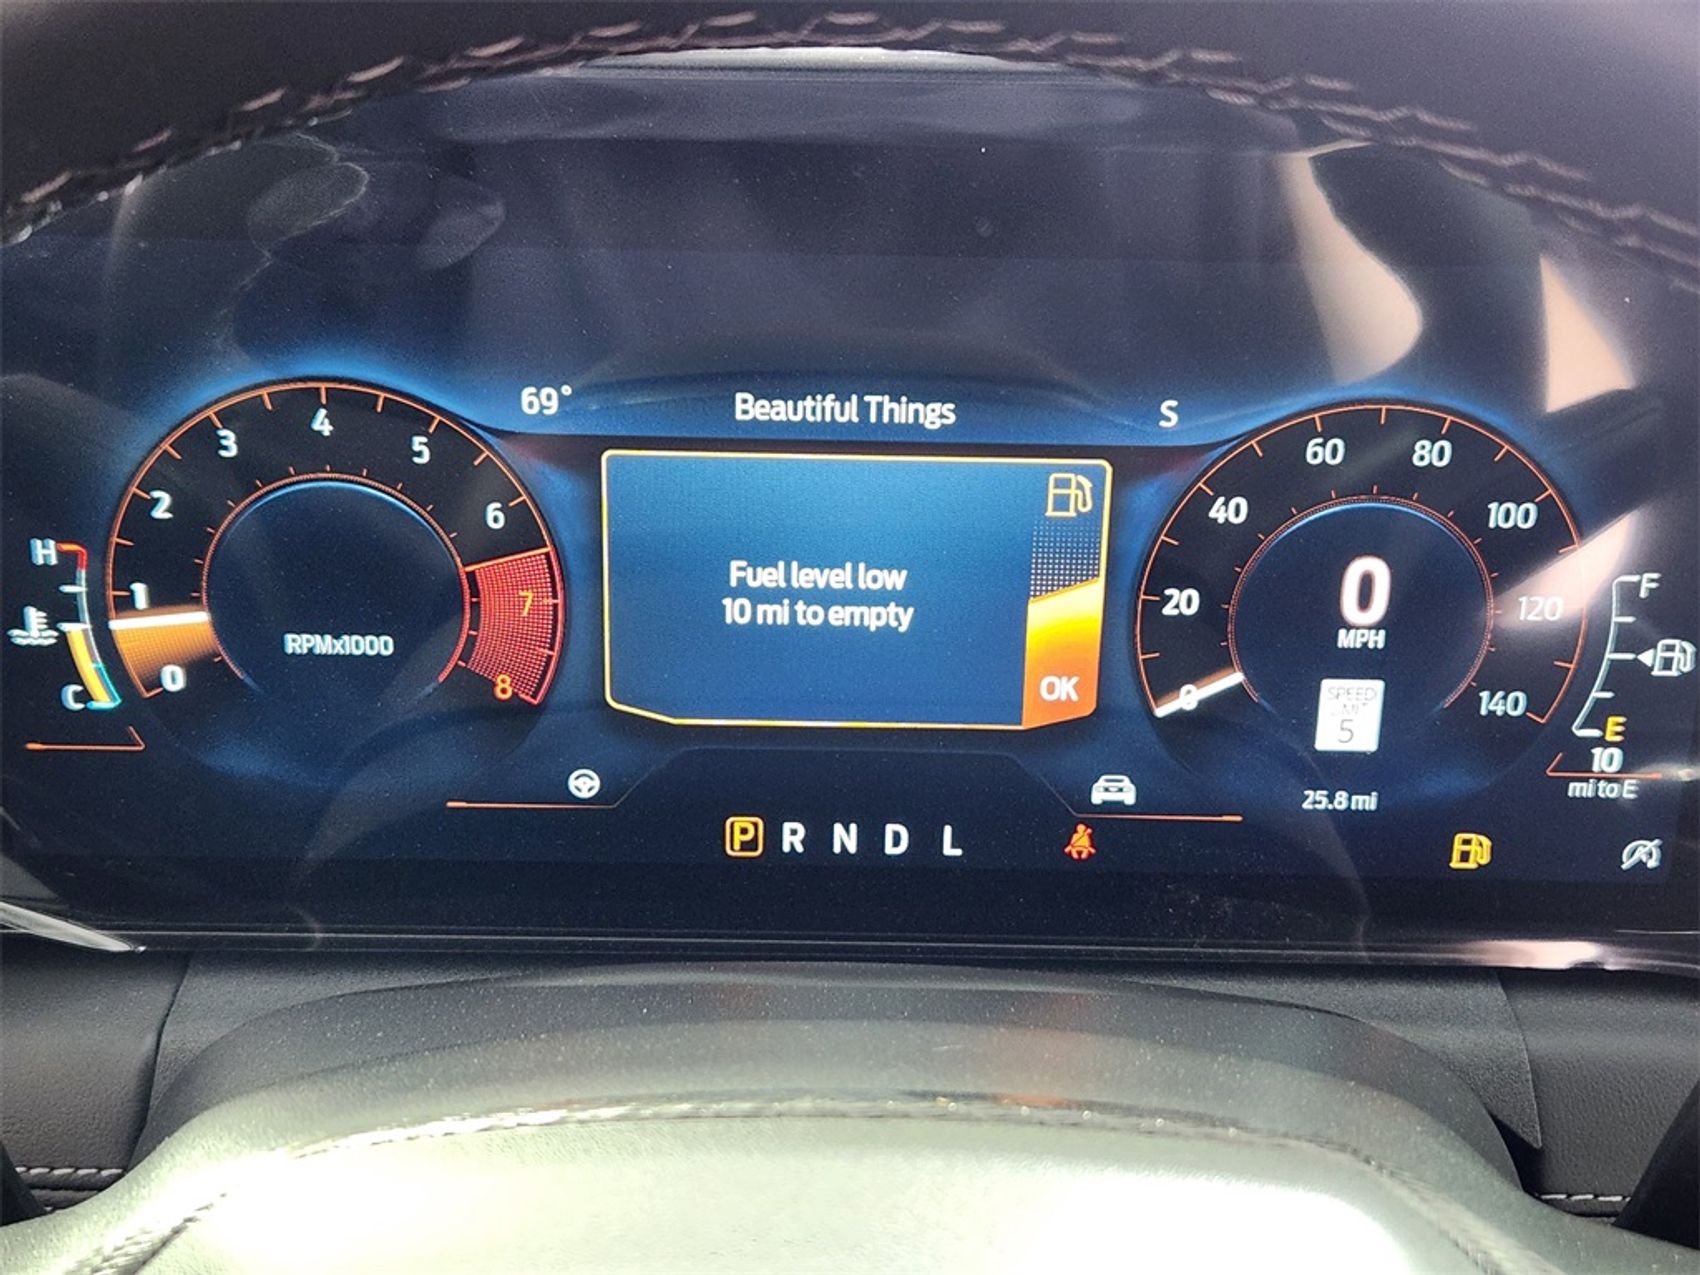 69°
Beautiful Things
S
0
1
2
3
4
5
6
7
8
RPMx1000
H
C
Fuel level low
10 mi to empty
OK
0
20
40
60
80
100
120
140
0
MPH
SPEED
LIMIT
5
25.8 mi
F
E
10
mi to E
P R N D L